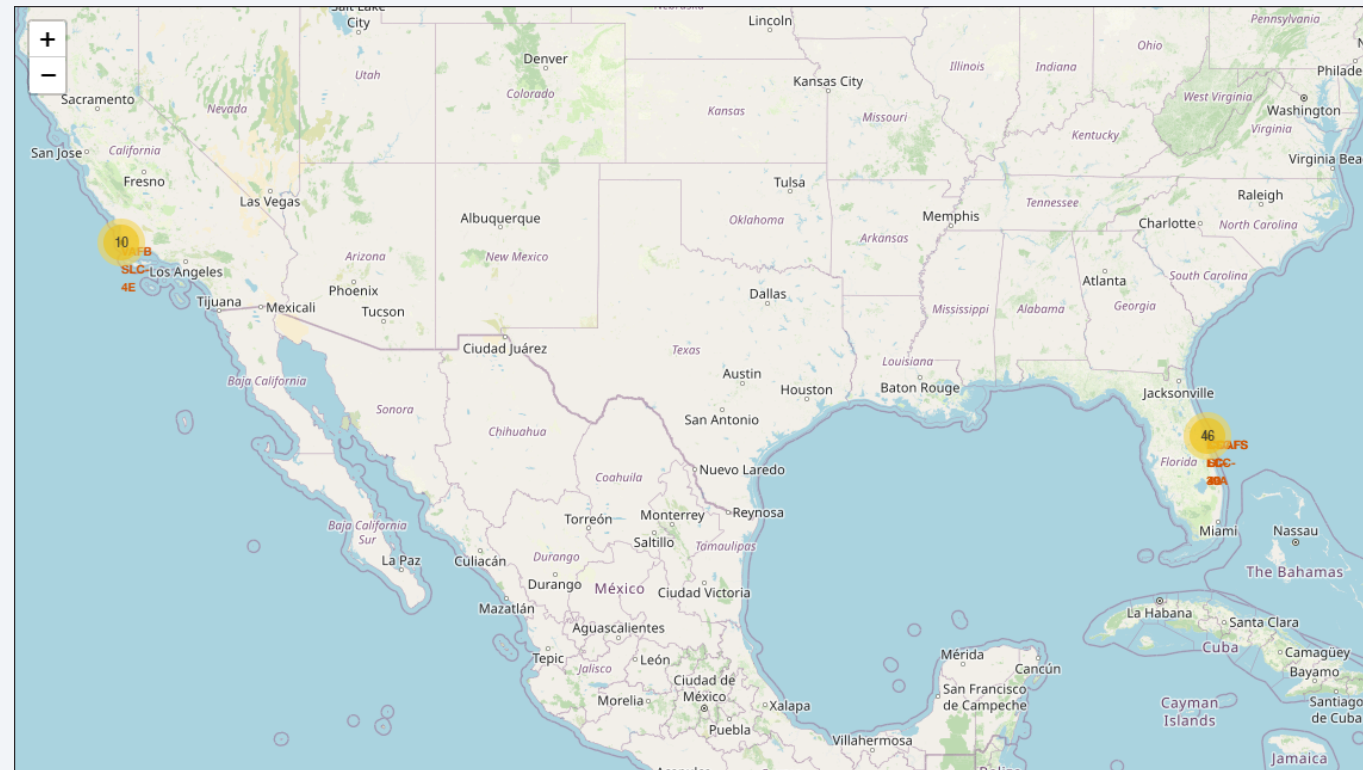 Salt Lake
City
Nebraska
Lincoln
Pennsylvania
+
−
Denver
Kansas City
Illinois
Indiana
Ohio
Utah
Colorado
Sacramento
Nevada
Kansas
Missouri
West Virginia
Washington
Virginia
Kentucky
San Jose
California
Fresno
Las Vegas
Tulsa
Raleigh
Albuquerque
Oklahoma
Memphis
Tennessee
Charlotte
North Carolina
10
SLC-
4E
Los Angeles
Arizona
New Mexico
Arkansas
South Carolina
Phoenix
Tijuana
Mexicali
Tucson
Dallas
Atlanta
Mississippi
Alabama
Georgia
Ciudad Juárez
Texas
Louisiana
Baja California
Austin
Houston
Baton Rouge
Jacksonville
Sonora
San Antonio
Chihuahua
46
Florida
Coahuila
Nuevo Laredo
Monterrey
Reynosa
Torreón
Saltillo
Tamaulipas
Baja California
Sur
Miami
Nassau
La Paz
Culiacán
Durango
Durango
México
Ciudad Victoria
The Bahamas
Mazatlán
La Habana
Santa Clara
Aguascalientes
Cuba
Camagüey
Tepic
Jalisco
León
Mérida
Cancún
Bayamo
Ciudad de
México
San Francisco
de Campeche
Morelia
Xalapa
Cayman
Islands
Santiago
de Cuba
Puebla
Villahermosa
Jamaica